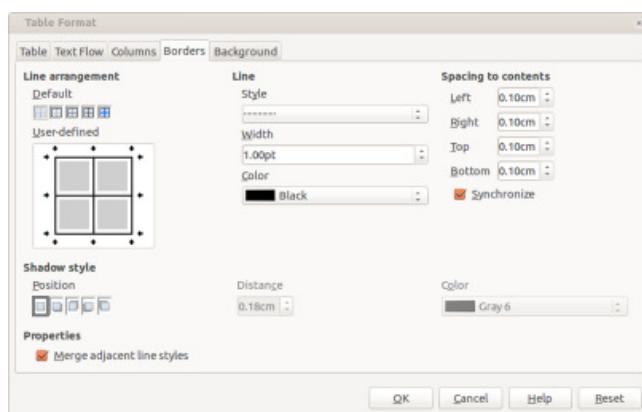 Table Format
Table Text Flow Columns Borders Background
Line arrangement
Default
User-defined
Line
Style
Width
1.00pt
Color
Black
Spacing to contents
Left 0.10cm
Right 0.10cm
Top 0.10cm
Bottom 0.10cm
Synchronize
Shadow style
Position
Distance
0.18cm
Color
Gray 6
Properties
Merge adjacent line styles
OK Cancel Help Reset